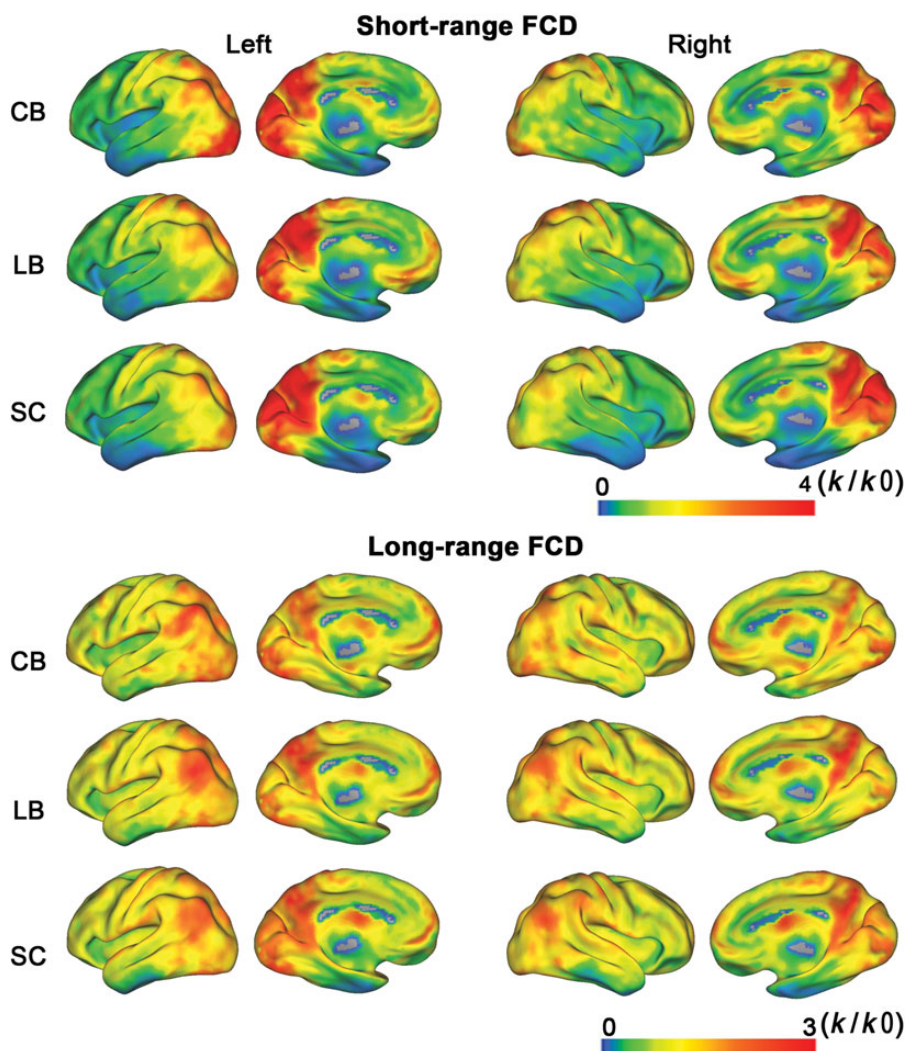 Short-range FCD
Left Right
CB
LB
SC
0 4 (k/k0)
Long-range FCD
CB
LB
SC
0 3 (k/k0)